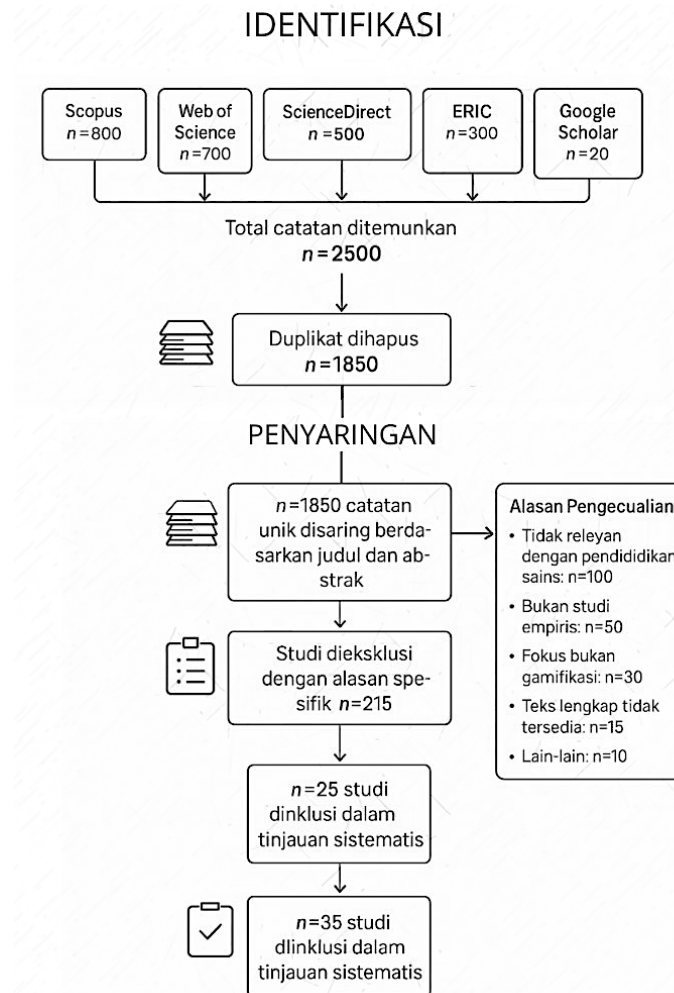 IDENTIFIKASI
Scopus
n=800
Web of
Science
n=700
ScienceDirect
n=500
ERIC
n=300
Google
Scholar
n=20
Total catatan ditemunkan
n=2500
Duplikat dihapus
n=1850
PENYARINGAN
n=1850 catatan
unik disaring berda-
sarkan judul dan ab-
strak
Alasan Pengecualian
• Tidak releyan
dengan pendididikan
sains: n=100
• Bukan studi
empiris: n=50
• Fokus bukan
gamifikasi: n=30
• Teks lengkap tidak
tersedia: n=15
• Lain-lain: n=10
Studi dieksklusi
dengan alasan spe-
sifik n=215
n=25 studi
dinklusi dalam
tinjauan sistematis
n=35 studi
dlinklusi dalam
tinjauan sistematis